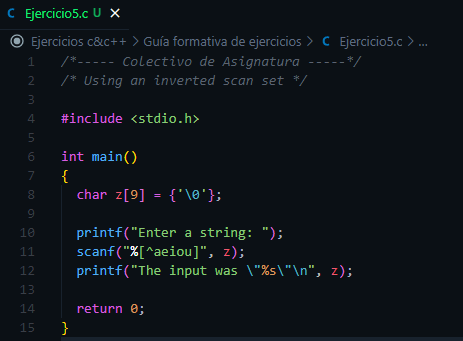 C Ejercicio5.c U X
Ejercicios c&c++ > Guía formativa de ejercicios > C Ejercicio5.c > ...
1 /*----- Colectivo de Asignatura -----*/
2 /* Using an inverted scan set */
3
4 #include <stdio.h>
5
6 int main()
7 {
8 char z[9] = {'\0'};
9
10 printf("Enter a string: ");
11 scanf("%[^aeiou]", z);
12 printf("The input was \"%s\"\n", z);
13
14 return 0;
15 }